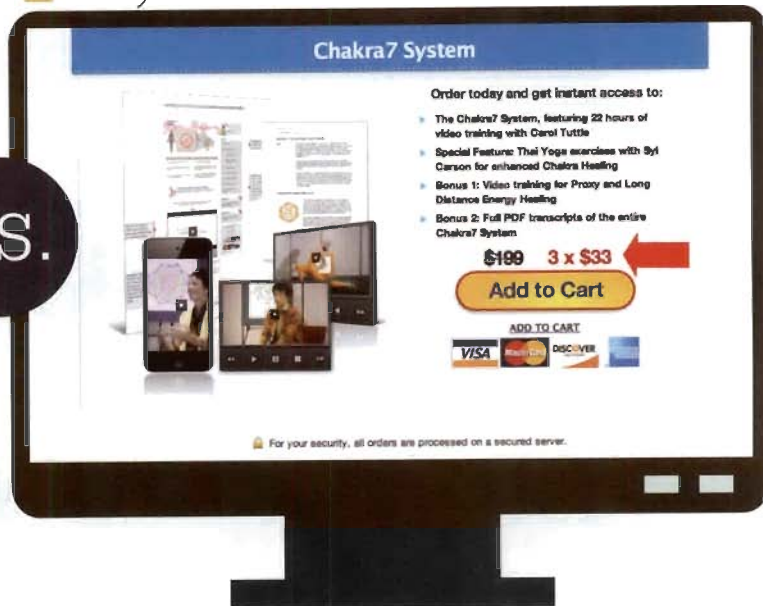 Chakra7 System
Order today and get instant access to:
The Chakra7 System, featuring 22 hours of
video training with Carol Tuttle
Special Feature: Thai Yoga exercises with Syl
Carson for enhanced Chakra Healing
Bonus 1: Video training for Proxy and Long
Distance Energy Healing
Bonus 2: Full PDF transcripts of the entire
Chakra7 System
$199 3 x $33
Add to Cart
ADD TO CART
VISA MasterCard DISCOVER
S.
For your security, all orders are processed on a secured server.